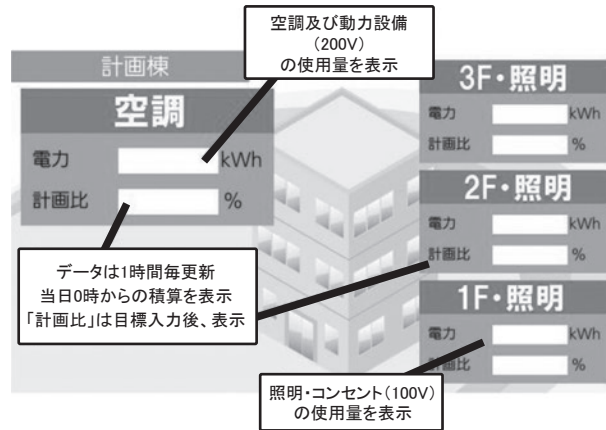 空調及び動力設備
(200V)
の使用量を表示
計画棟
空調
電力 kWh
計画比 %
3F・照明
電力 kWh
計画比 %
2F・照明
電力 kWh
計画比 %
1F・照明
電力 kWh
計画比 %
データは1時間毎更新
当日0時からの積算を表示
「計画比」は目標入力後、表示
照明・コンセント(100V)
の使用量を表示